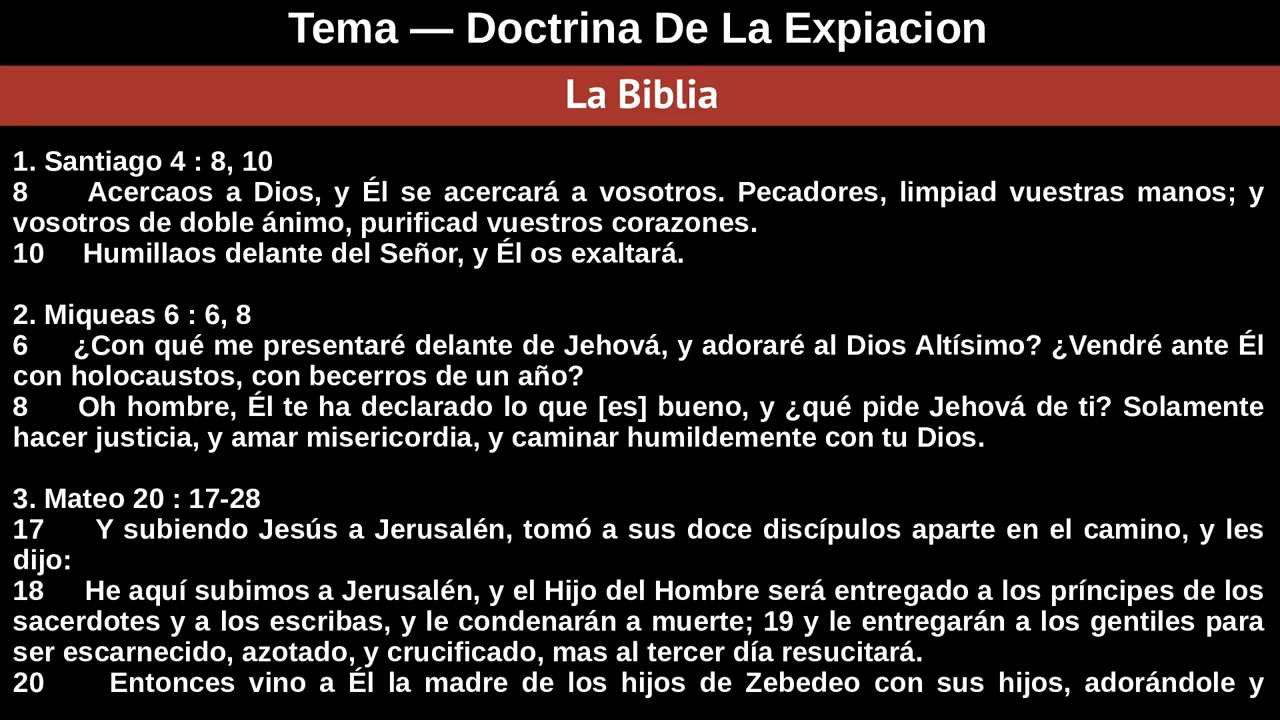 Tema — Doctrina De La Expiacion
La Biblia
1. Santiago 4 : 8, 10
8 Acercaos a Dios, y Él se acercará a vosotros. Pecadores, limpiad vuestras manos; y
vosotros de doble ánimo, purificad vuestros corazones.
10 Humillaos delante del Señor, y Él os exaltará.
2. Miqueas 6 : 6, 8
6 ¿Con qué me presentaré delante de Jehová, y adoraré al Dios Altísimo? ¿Vendré ante Él
con holocaustos, con becerros de un año?
8 Oh hombre, Él te ha declarado lo que [es] bueno, y ¿qué pide Jehová de ti? Solamente
hacer justicia, y amar misericordia, y caminar humildemente con tu Dios.
3. Mateo 20 : 17-28
17 Y subiendo Jesús a Jerusalén, tomó a sus doce discípulos aparte en el camino, y les
dijo:
18 He aquí subimos a Jerusalén, y el Hijo del Hombre será entregado a los príncipes de los
sacerdotes y a los escribas, y le condenarán a muerte; 19 y le entregarán a los gentiles para
ser escarnecido, azotado, y crucificado, mas al tercer día resucitará.
20 Entonces vino a Él la madre de los hijos de Zebedeo con sus hijos, adorándole y